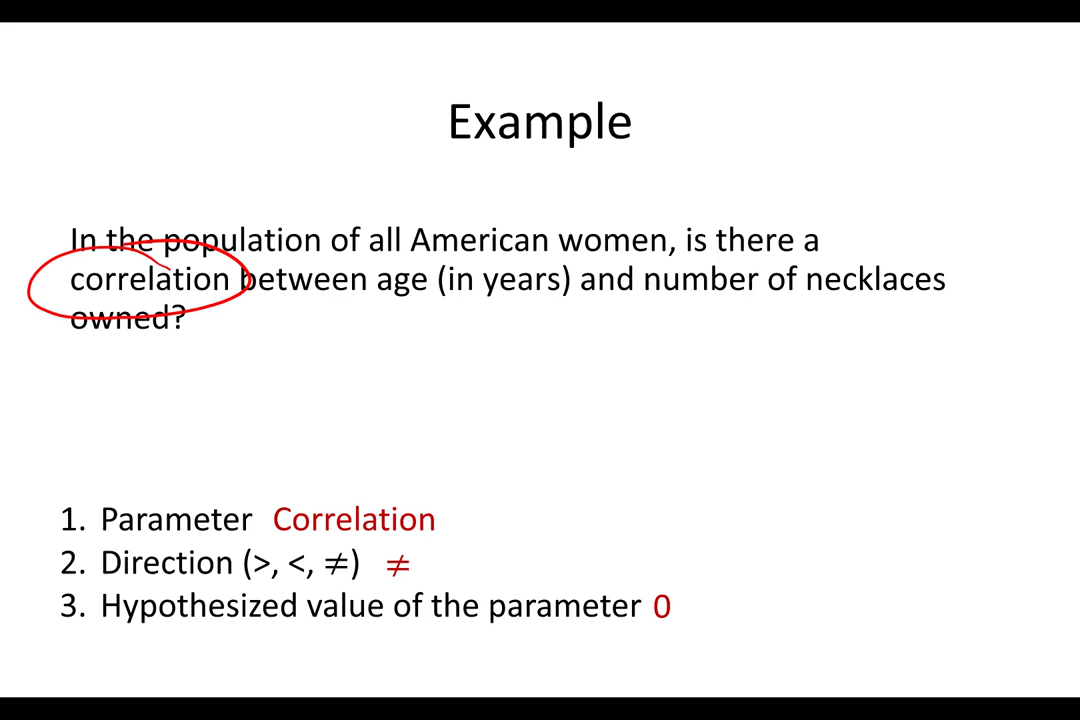 Example
In the population of all American women, is there a
correlation between age (in years) and number of necklaces
owned?
1. Parameter Correlation
2. Direction (>, <, ≠) ≠
3. Hypothesized value of the parameter 0